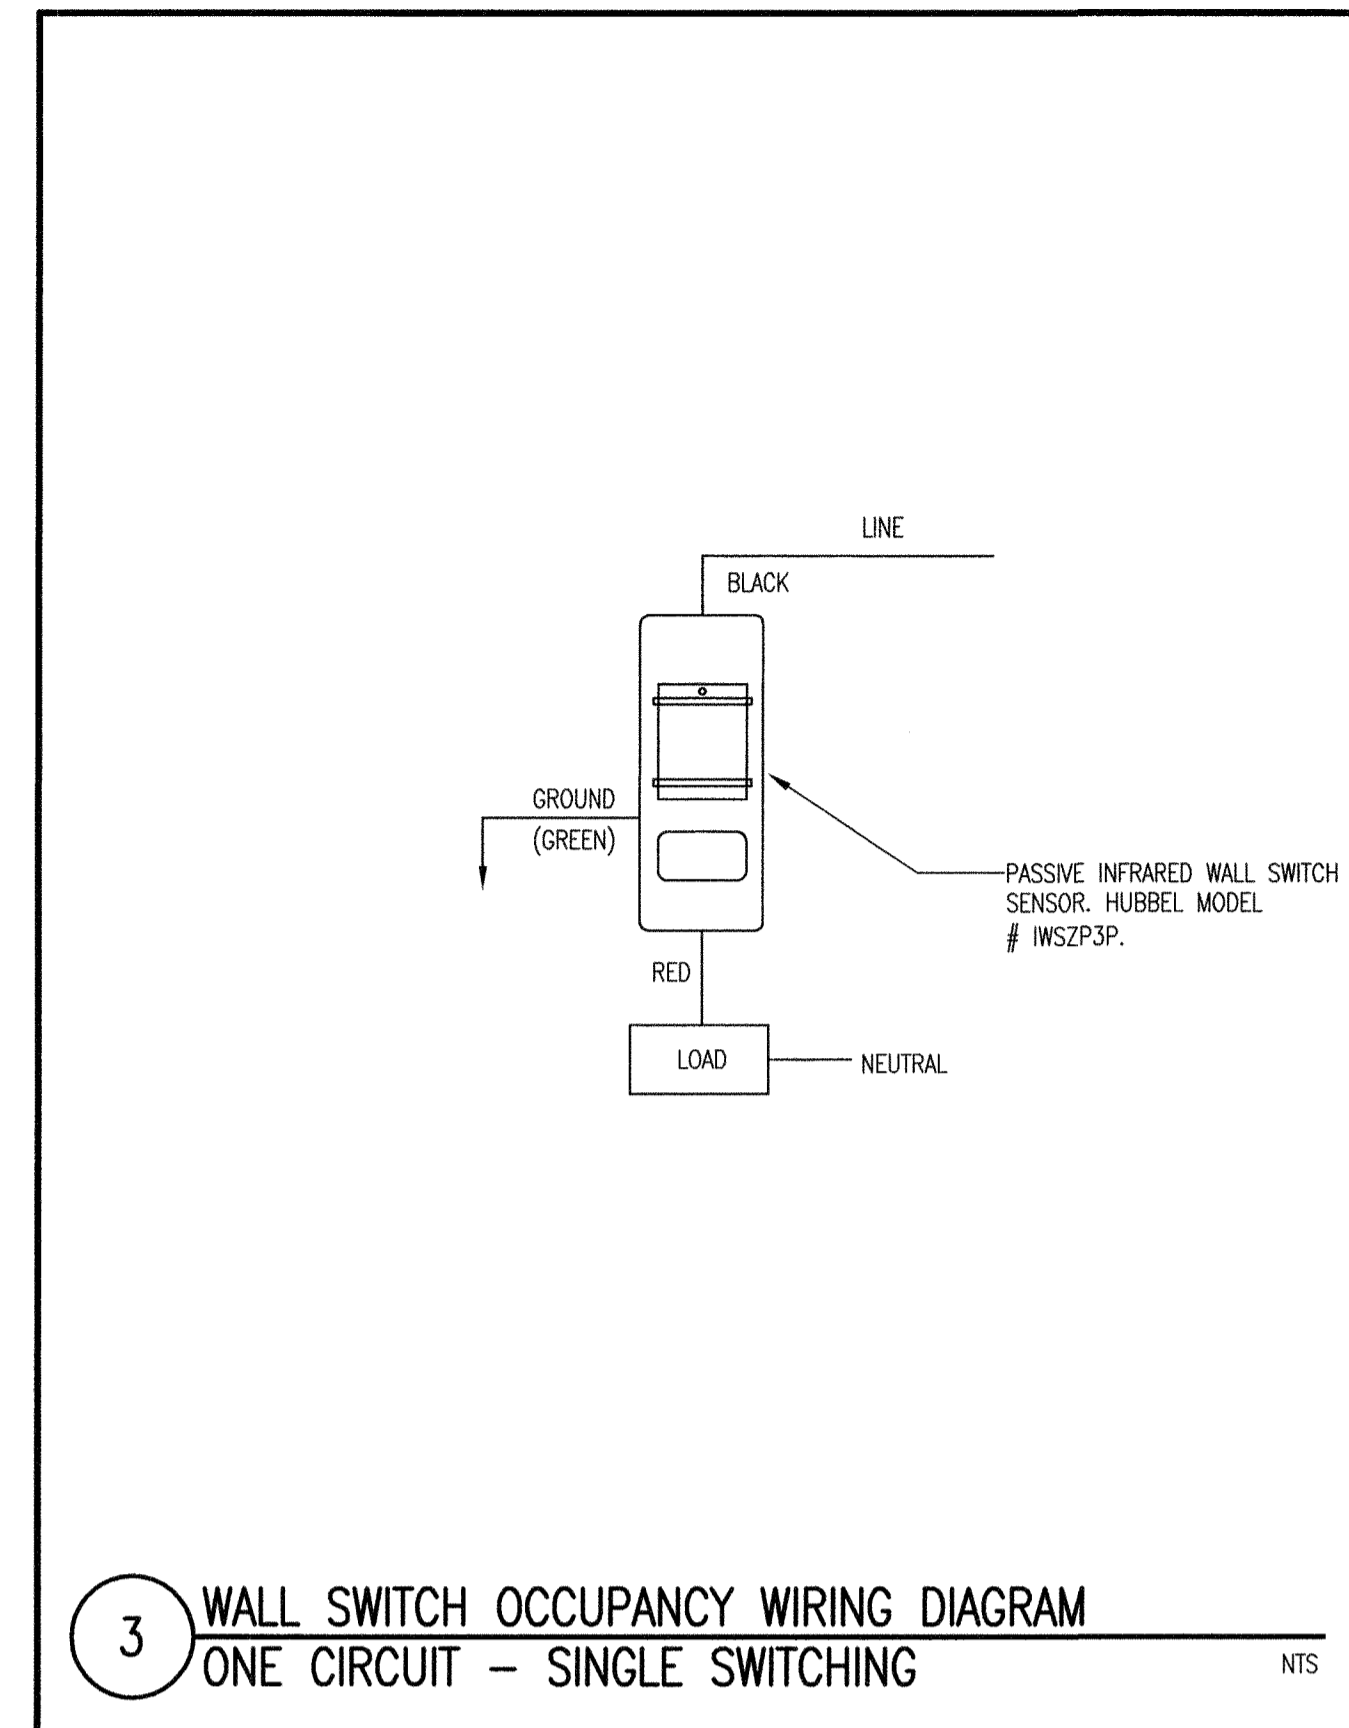 LINE
BLACK
GROUND
(GREEN)
PASSIVE INFRARED WALL SWITCH
SENSOR. HUBBEL MODEL
# IWSZP3P.
RED
LOAD
NEUTRAL
3
WALL SWITCH OCCUPANCY WIRING DIAGRAM
ONE CIRCUIT – SINGLE SWITCHING
NTS